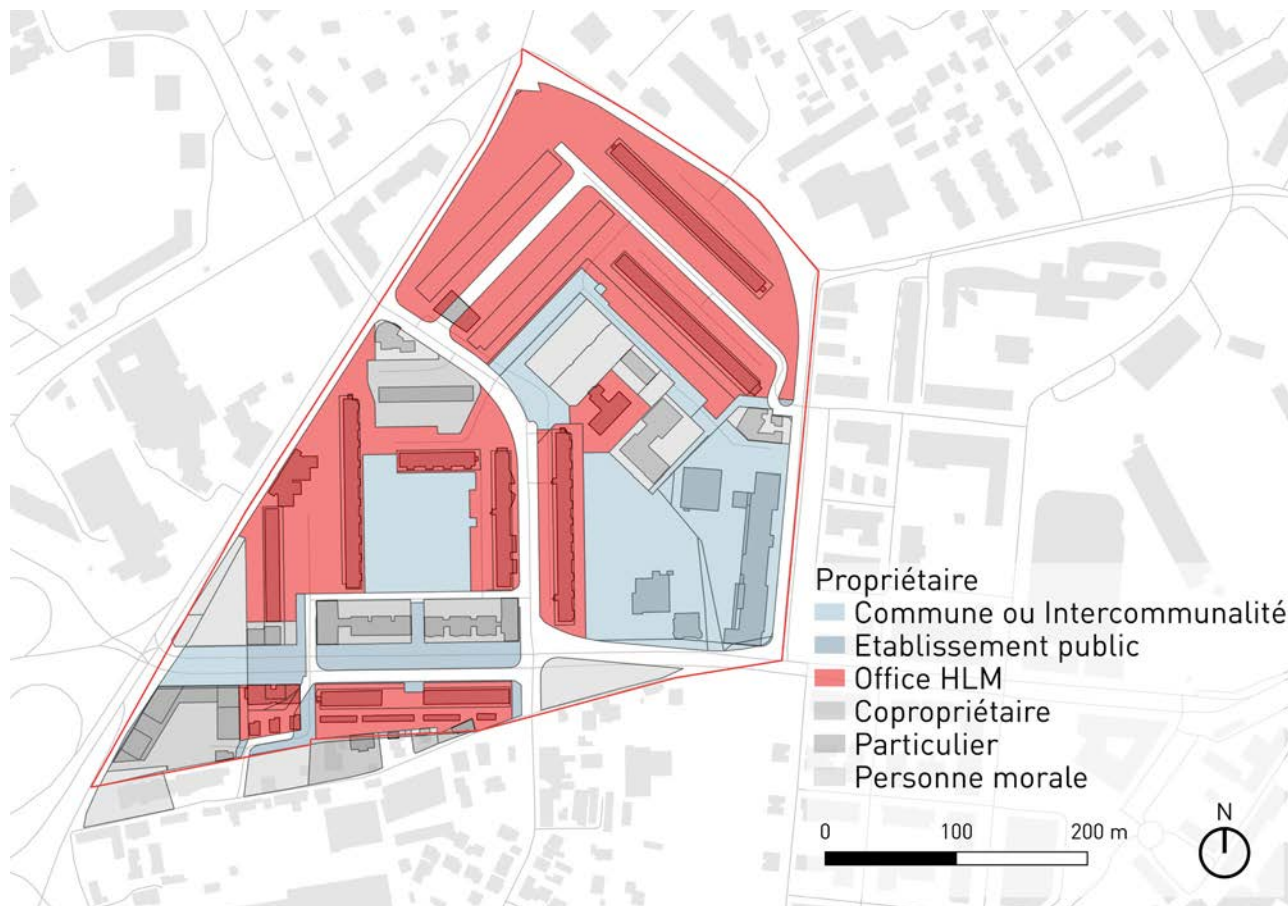 Propriétaire
Commune ou Intercommunalité
Etablissement public
Office HLM
Copropriétaire
Particulier
Personne morale
N
0 100 200 m